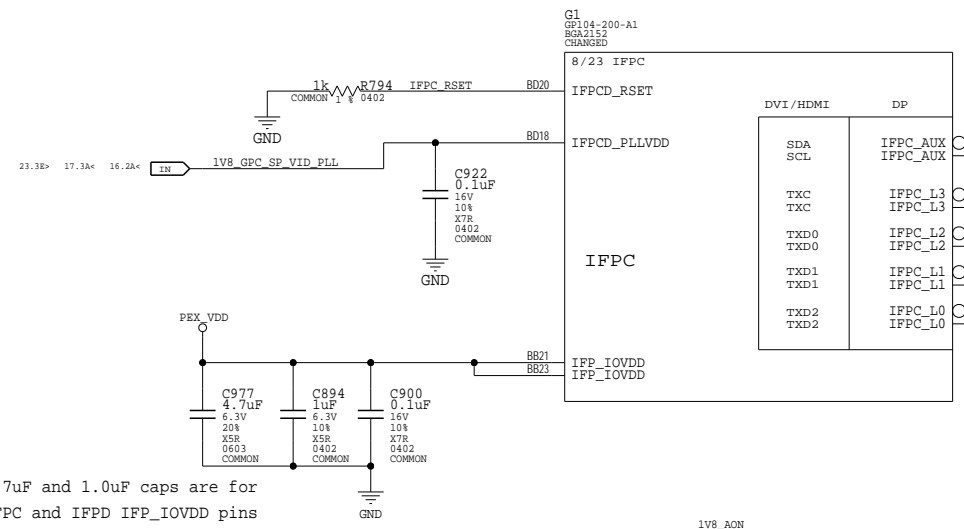 G1
GP104-200-A1
BGA2152
CHANGED
8/23 IFPC
1k R794 IFPC_RSET BD20 IFPCD_RSET
COMMON 1 % 0402
GND
DVI/HDMI DP
BD18 IFPCD_PLLVDD
23.3E> 17.3A< 16.2A< IN 1V8_GPC_SP_VID_PLL
C922
0.1uF
16V
10%
X7R
0402
COMMON
GND
SDA IFPC_AUX
SCL IFPC_AUX
TXC IFPC_L3
TXC IFPC_L3
TXD0 IFPC_L2
TXD0 IFPC_L2
IFPC
TXD1 IFPC_L1
TXD1 IFPC_L1
TXD2 IFPC_L0
TXD2 IFPC_L0
PEX_VDD
BB21 IFP_IOVDD
BB23 IFP_IOVDD
C977 C894 C900
4.7uF 1uF 0.1uF
6.3V 6.3V 16V
20% 10% 10%
X5R X5R X7R
0603 0402 0402
COMMON COMMON COMMON
7uF and 1.0uF caps are for
FPC and IFPD IFP_IOVDD pins
GND
1V8_AON